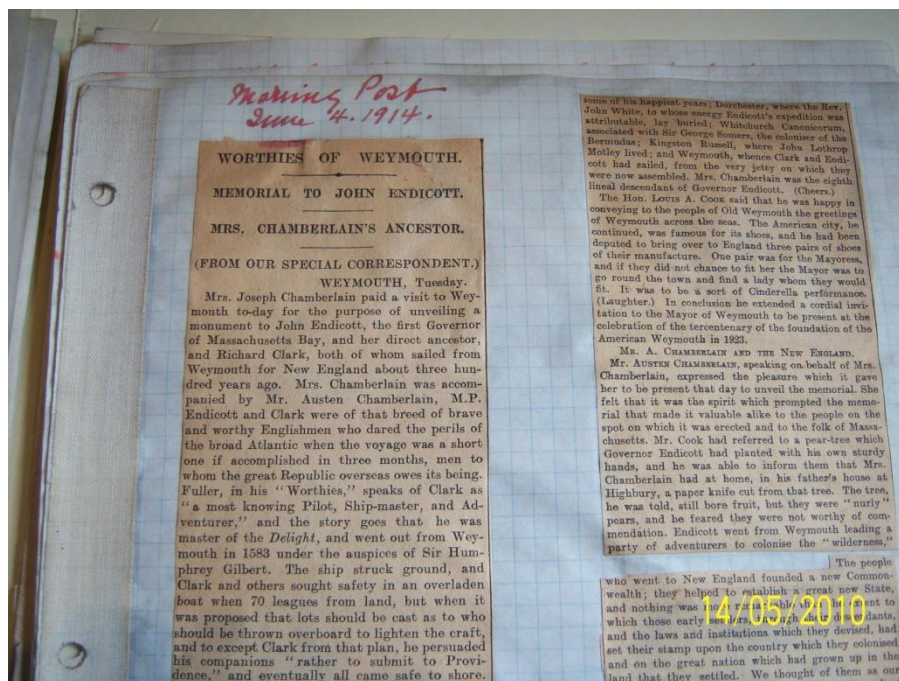 Morning Post
June 4. 1914.
WORTHIES OF WEYMOUTH.
MEMORIAL TO JOHN ENDICOTT.
MRS. CHAMBERLAIN'S ANCESTOR.
(FROM OUR SPECIAL CORRESPONDENT.)
WEYMOUTH, Tuesday.
Mrs. Joseph Chamberlain paid a visit to Wey-
mouth to-day for the purpose of unveiling a
monument to John Endicott, the first Governor
of Massachusetts Bay, and her direct ancestor,
and Richard Clark, both of whom sailed from
Weymouth for New England about three hun-
dred years ago. Mrs. Chamberlain was accom-
panied by Mr. Austen Chamberlain, M.P.
Endicott and Clark were of that breed of brave
and worthy Englishmen who dared the perils of
the broad Atlantic when the voyage was a short
one if accomplished in three months, men to
whom the great Republic overseas owes its being.
Fuller, in his "Worthies," speaks of Clark as
"a most knowing Pilot, Ship-master, and Ad-
venturer," and the story goes that he was
master of the Delight, and went out from Wey-
mouth in 1583 under the auspices of Sir Hum-
phrey Gilbert. The ship struck ground, and
Clark and others sought safety in an overladen
boat when 70 leagues from land, but when it
was proposed that lots should be cast as to who
should be thrown overboard to lighten the craft,
and to except Clark from that plan, he persuaded
his companions "rather to submit to Provi-
dence," and eventually all came safe to shore.
some of his happiest years; Dorchester, where the Rev.
John White, to whose energy Endicott's expedition was
attributable, lay buried; Whitchurch Canonicorum,
associated with Sir George Somers, the coloniser of the
Bermudas; Kingston Russell, where John Lothrop
Motley lived; and Weymouth, whence Clark and Endi-
cott had sailed, from the very jetty on which they
were now assembled. Mrs. Chamberlain was the eighth
lineal descendant of Governor Endicott. (Cheers.)
The Hon. LOUIS A. COOK said that he was happy in
conveying to the people of Old Weymouth the greetings
of Weymouth across the seas. The American city, he
continued, was famous for its shoes, and he had been
deputed to bring over to England three pairs of shoes
of their manufacture. One pair was for the Mayoress,
and if they did not chance to fit her the Mayor was to
go round the town and find a lady whom they would
fit. It was to be a sort of Cinderella performance.
(Laughter.) In conclusion he extended a cordial invi-
tation to the Mayor of Weymouth to be present at the
celebration of the tercentenary of the foundation of the
American Weymouth in 1923.
MR. A. CHAMBERLAIN AND THE NEW ENGLAND.
Mr. AUSTEN CHAMBERLAIN, speaking on behalf of Mrs.
Chamberlain, expressed the pleasure which it gave
her to be present that day to unveil the memorial. She
felt that it was the spirit which prompted the memo-
rial that made it valuable alike to the people on the
spot on which it was erected and to the folk of Massa-
chusetts. Mr. Cook had referred to a pear-tree which
Governor Endicott had planted with his own sturdy
hands, and he was able to inform them that Mrs.
Chamberlain had at home, in his father's house at
Highbury, a paper knife cut from that tree. The tree,
he was told, still bore fruit, but they were "nurly"
pears, and he feared they were not worthy of com-
mendation. Endicott went from Weymouth leading a
party of adventurers to colonise the "wilderness,"
The people
who went to New England founded a new Common-
wealth; they helped to establish a great new State,
and nothing was to
which those early
and the laws and institutions which they devised, had
set their stamp upon the country which they colonised
and on the great nation which had grown up in the
land that they settled. We thought of them as our
14/05/2010